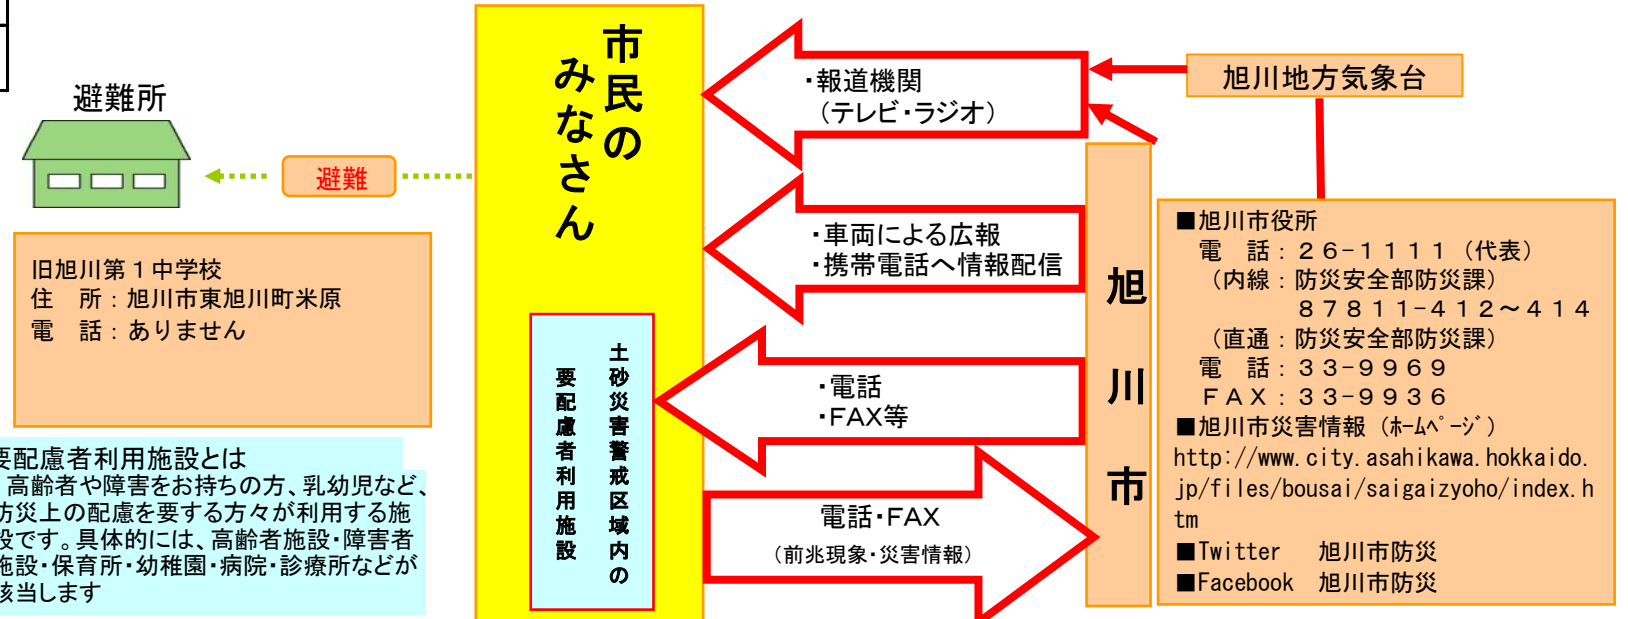 避難所
避難
旧旭川第1中学校
住　所：旭川市東旭川町米原
電　話：ありません
要配慮者利用施設とは
高齢者や障害をお持ちの方、乳幼児など、
防災上の配慮を要する方々が利用する施
設です。具体的には、高齢者施設・障害者
施設・保育所・幼稚園・病院・診療所などが
該当します
市民の
みなさん
土砂災害警戒区域内の
要配慮者利用施設
・報道機関
（テレビ・ラジオ）
・車両による広報
・携帯電話へ情報配信
・電話
・FAX等
電話・FAX
（前兆現象・災害情報）
旭川市
旭川地方気象台
■旭川市役所
電　話：２６-１１１１（代表）
（内線：防災安全部防災課）
８７８１１-４１２～４１４
（直通：防災安全部防災課）
電　話：３３-９９６９
ＦＡＸ：３３-９９３６
■旭川市災害情報（ﾎｰﾑﾍﾟｰｼﾞ）
http://www.city.asahikawa.hokkaido.
jp/files/bousai/saigaizyoho/index.h
tm
■Twitter　旭川市防災
■Facebook　旭川市防災